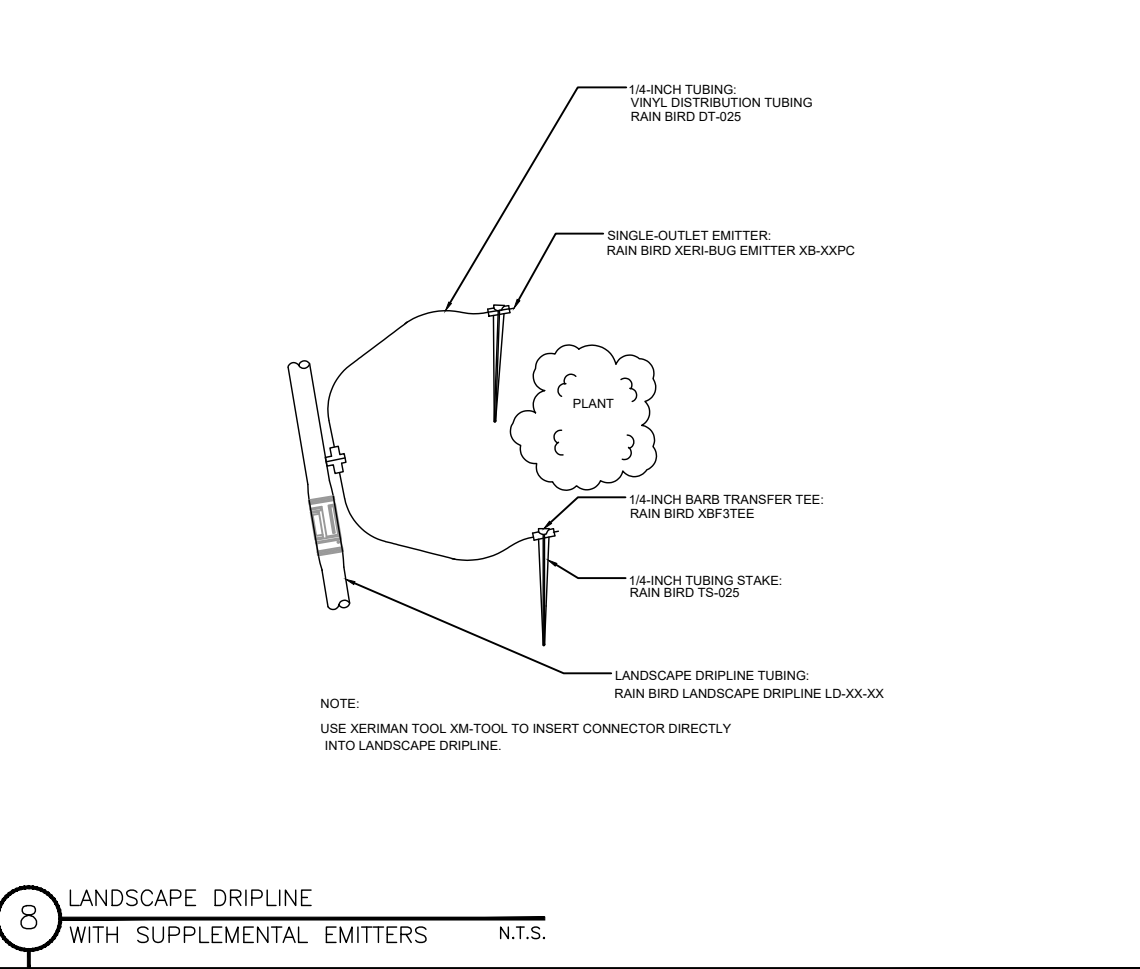 1/4-INCH TUBING:
VINYL DISTRIBUTION TUBING
RAIN BIRD DT-025
SINGLE-OUTLET EMITTER:
RAIN BIRD XERI-BUG EMITTER XB-XXPC
PLANT
1/4-INCH BARB TRANSFER TEE:
RAIN BIRD XBF3TEE
1/4-INCH TUBING STAKE:
RAIN BIRD TS-025
LANDSCAPE DRIPLINE TUBING:
RAIN BIRD LANDSCAPE DRIPLINE LD-XX-XX
NOTE:
USE XERIMAN TOOL XM-TOOL TO INSERT CONNECTOR DIRECTLY
INTO LANDSCAPE DRIPLINE.
8
LANDSCAPE DRIPLINE
WITH SUPPLEMENTAL EMITTERS N.T.S.